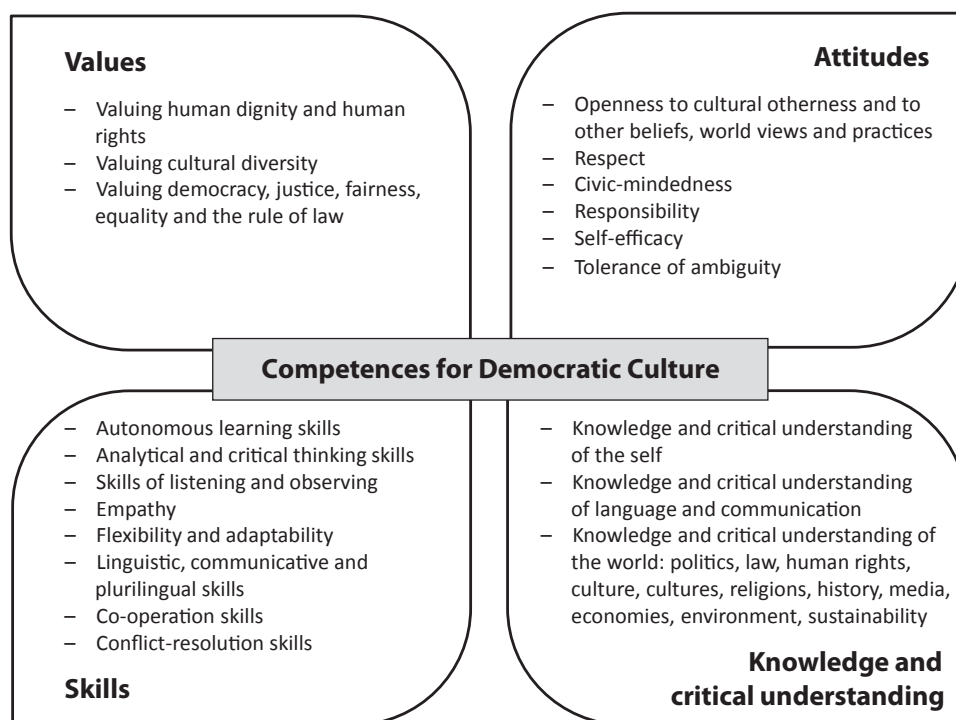 Values
– Valuing human dignity and human
rights
– Valuing cultural diversity
– Valuing democracy, justice, fairness,
equality and the rule of law
Attitudes
– Openness to cultural otherness and to
other beliefs, world views and practices
– Respect
– Civic-mindedness
– Responsibility
– Self-efficacy
– Tolerance of ambiguity
Competences for Democratic Culture
– Autonomous learning skills
– Analytical and critical thinking skills
– Skills of listening and observing
– Empathy
– Flexibility and adaptability
– Linguistic, communicative and
plurilingual skills
– Co-operation skills
– Conflict-resolution skills
Skills
– Knowledge and critical understanding
of the self
– Knowledge and critical understanding
of language and communication
– Knowledge and critical understanding of
the world: politics, law, human rights,
culture, cultures, religions, history, media,
economies, environment, sustainability
Knowledge and
critical understanding